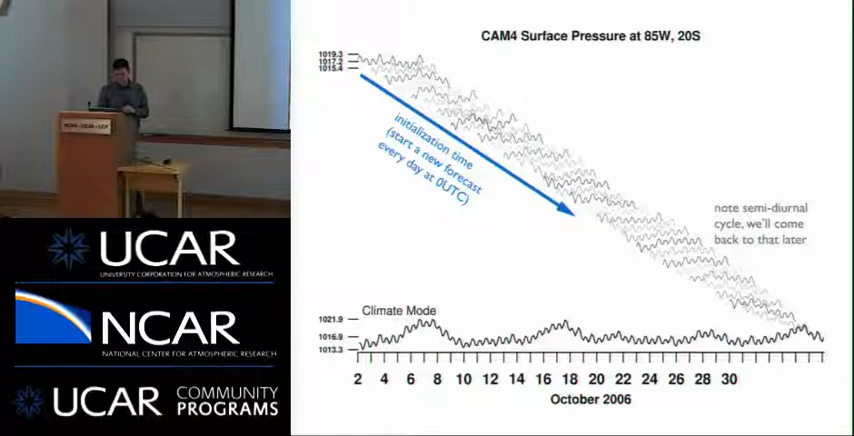 NCAR • UCAR • UCP
UCAR
UNIVERSITY CORPORATION FOR ATMOSPHERIC RESEARCH
NCAR
NATIONAL CENTER FOR ATMOSPHERIC RESEARCH
UCAR COMMUNITY
PROGRAMS
CAM4 Surface Pressure at 85W, 20S
1019.3
1017.2
1015.4
initialization time
(start a new forecast
every day at 0UTC)
note semi-diurnal
cycle, we'll come
back to that later
Climate Mode
1021.9
1016.9
1013.3
2 4 6 8 10 12 14 16 18 20 22 24 26 28 30
October 2006